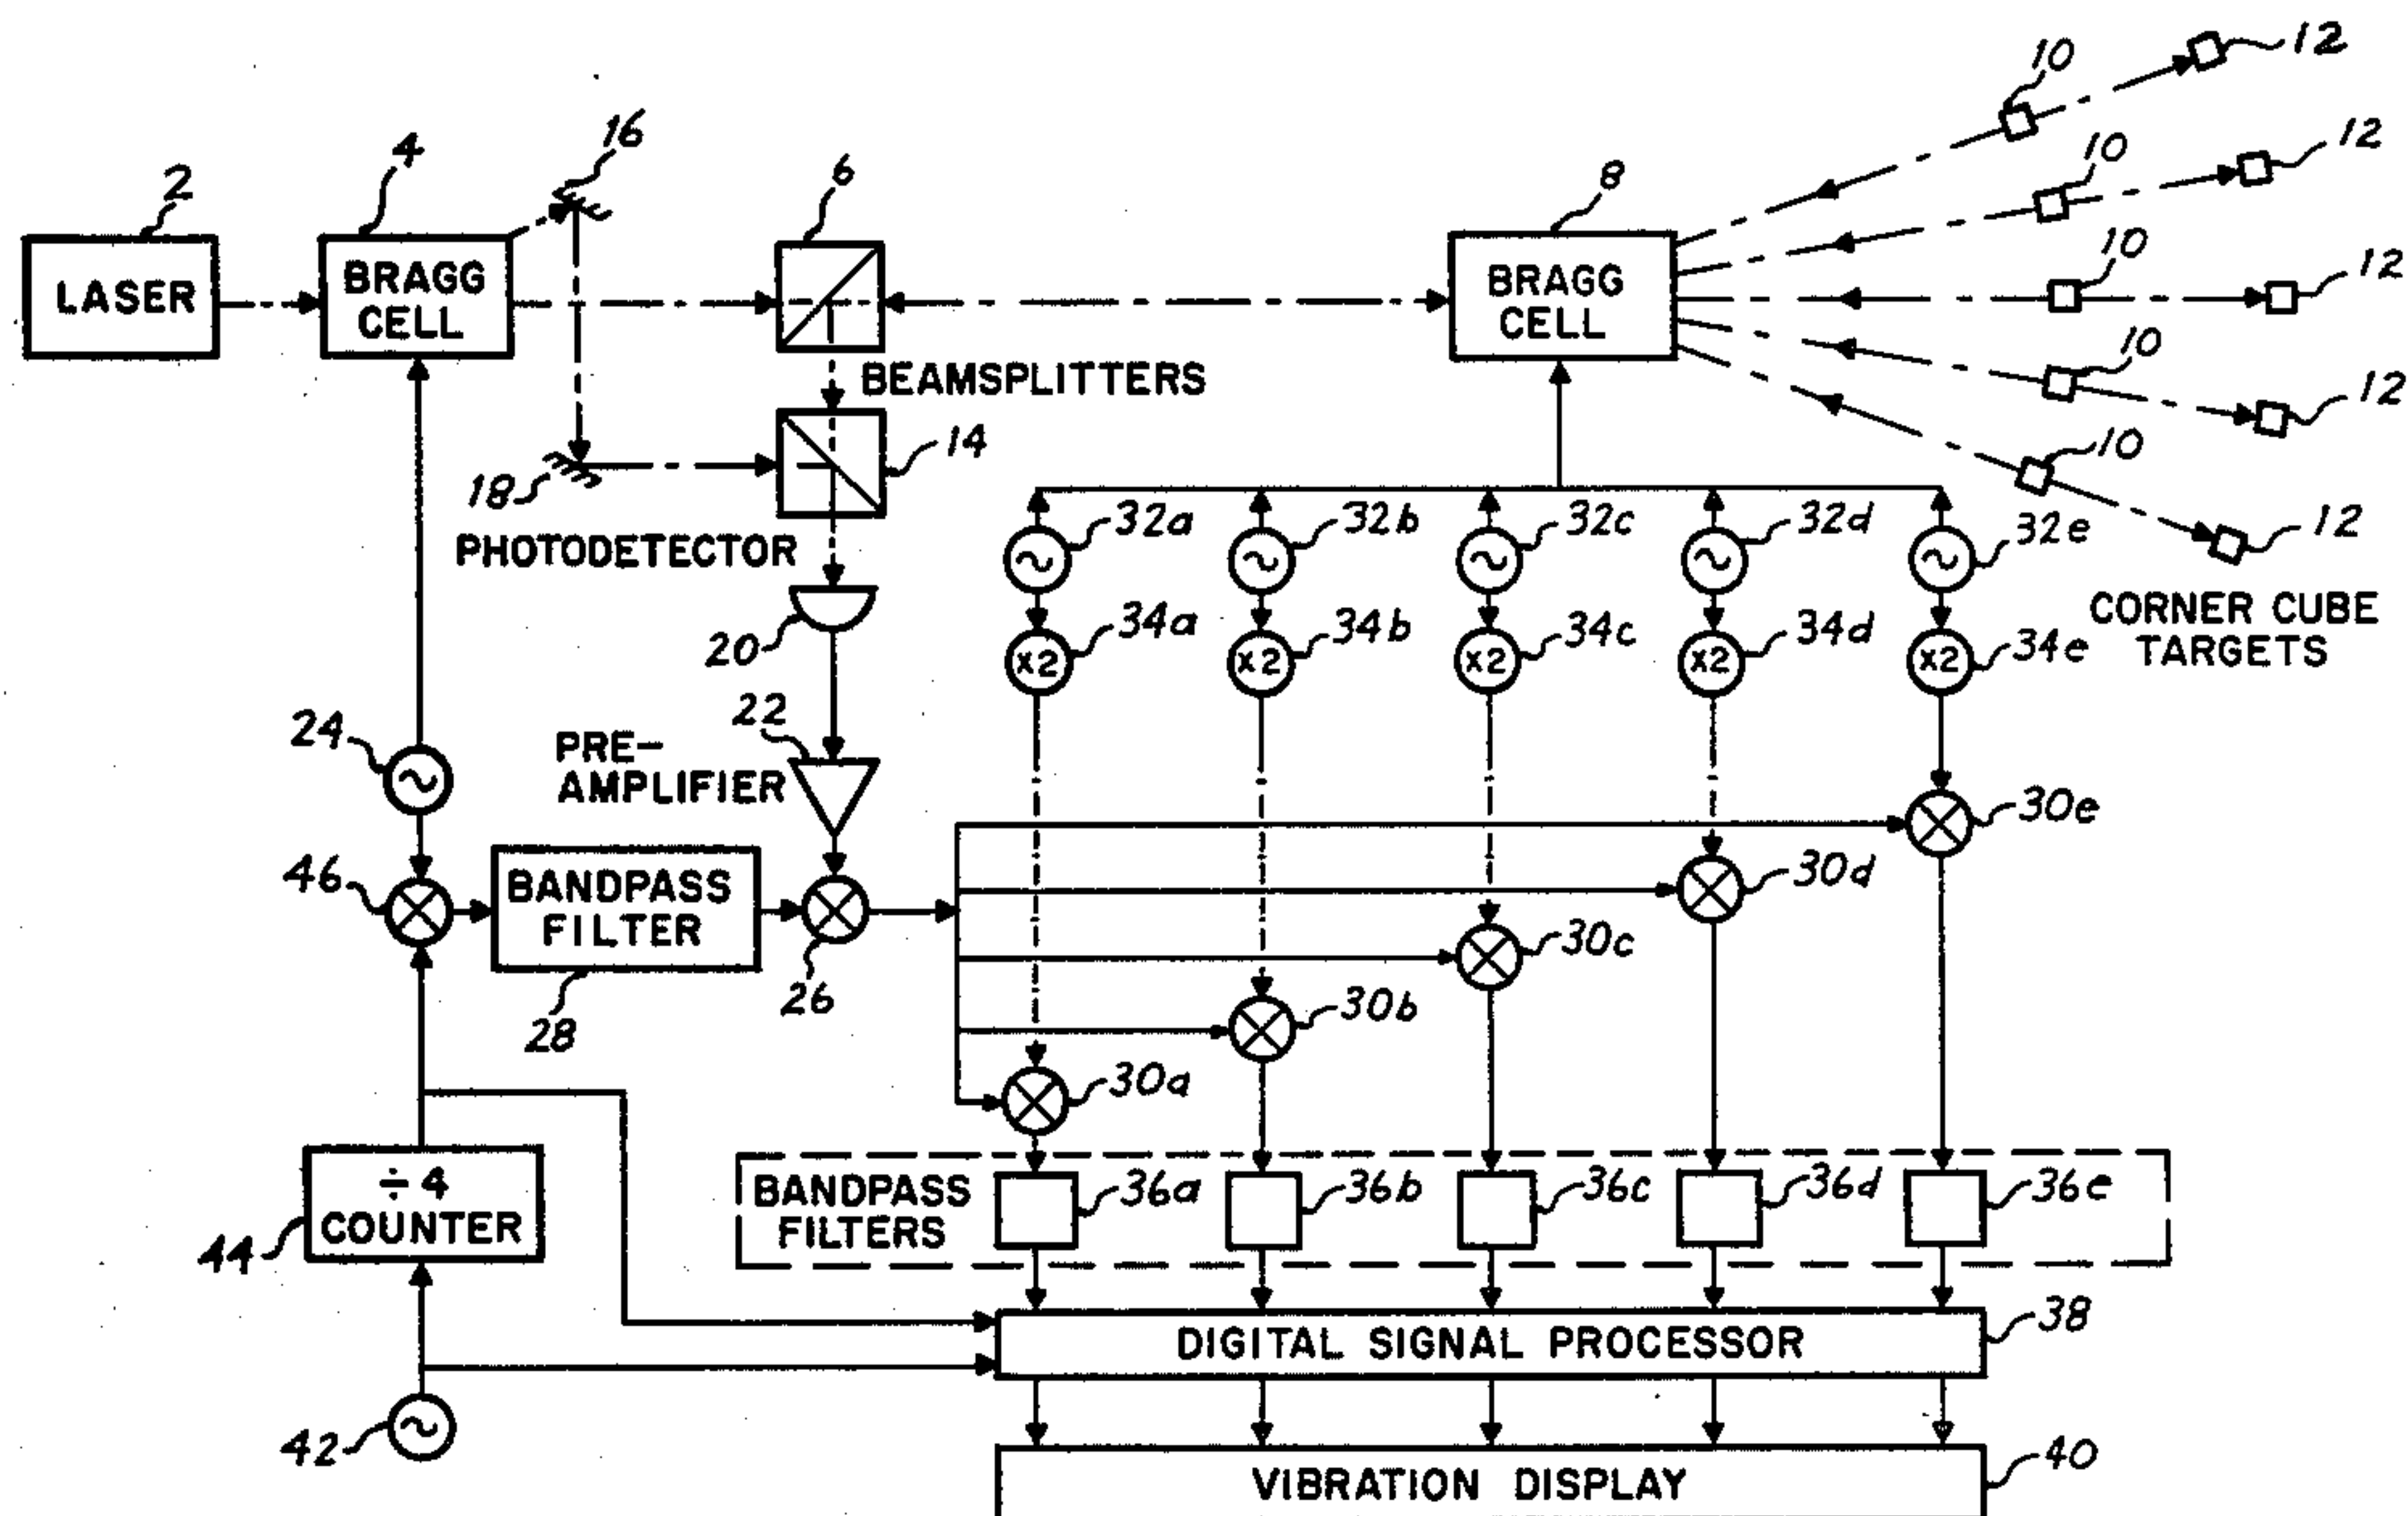 12
10
16
4
12
2
6
8
10
LASER
BRAGG
CELL
BRAGG
CELL
10
12
10
BEAMSPLITTERS
12
14
10
18
32a
32b
32c
32d
32e
12
PHOTODETECTOR
CORNER CUBE
TARGETS
20
34a
34b
34c
34d
34e
x2
x2
x2
x2
x2
22
24
PRE-
AMPLIFIER
30e
46
BANDPASS
FILTER
30d
26
30c
28
30b
30a
÷4
COUNTER
44
BANDPASS
FILTERS
36a
36b
36c
36d
36e
38
DIGITAL SIGNAL PROCESSOR
42
40
VIBRATION DISPLAY